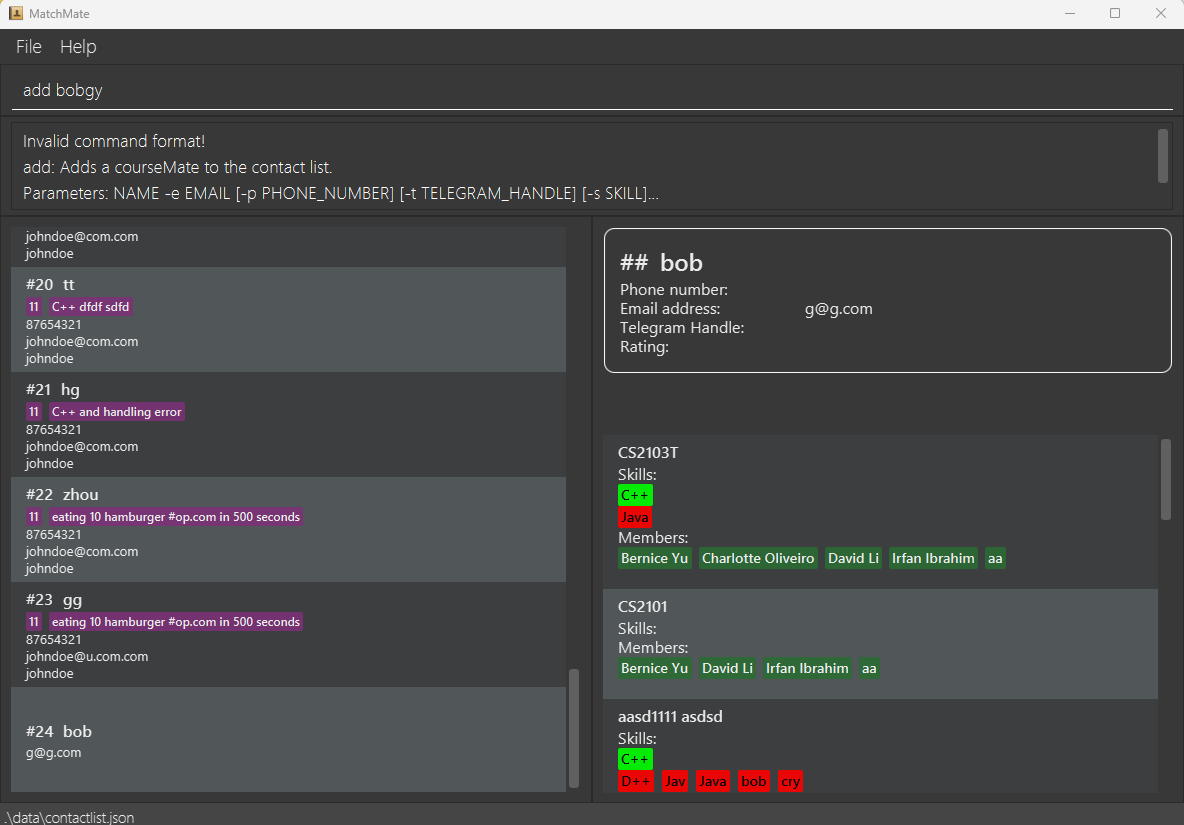 MatchMate
File Help
add bobgy
Invalid command format!
add: Adds a courseMate to the contact list.
Parameters: NAME -e EMAIL [-p PHONE_NUMBER] [-t TELEGRAM_HANDLE] [-s SKILL]...
johndoe@com.com
johndoe
#20 tt
11 C++ dfdf sdfd
87654321
johndoe@com.com
johndoe
#21 hg
11 C++ and handling error
87654321
johndoe@com.com
johndoe
#22 zhou
11 eating 10 hamburger #op.com in 500 seconds
87654321
johndoe@com.com
johndoe
#23 gg
11 eating 10 hamburger #op.com in 500 seconds
87654321
johndoe@u.com.com
johndoe
#24 bob
g@g.com
## bob
Phone number:
Email address: g@g.com
Telegram Handle:
Rating:
CS2103T
Skills:
C++
Java
Members:
Bernice Yu Charlotte Oliveiro David Li Irfan Ibrahim aa
CS2101
Skills:
Members:
Bernice Yu David Li Irfan Ibrahim aa
aasd1111 asdsd
Skills:
C++
D++ Jav Java bob cry
.\data\contactlist.json